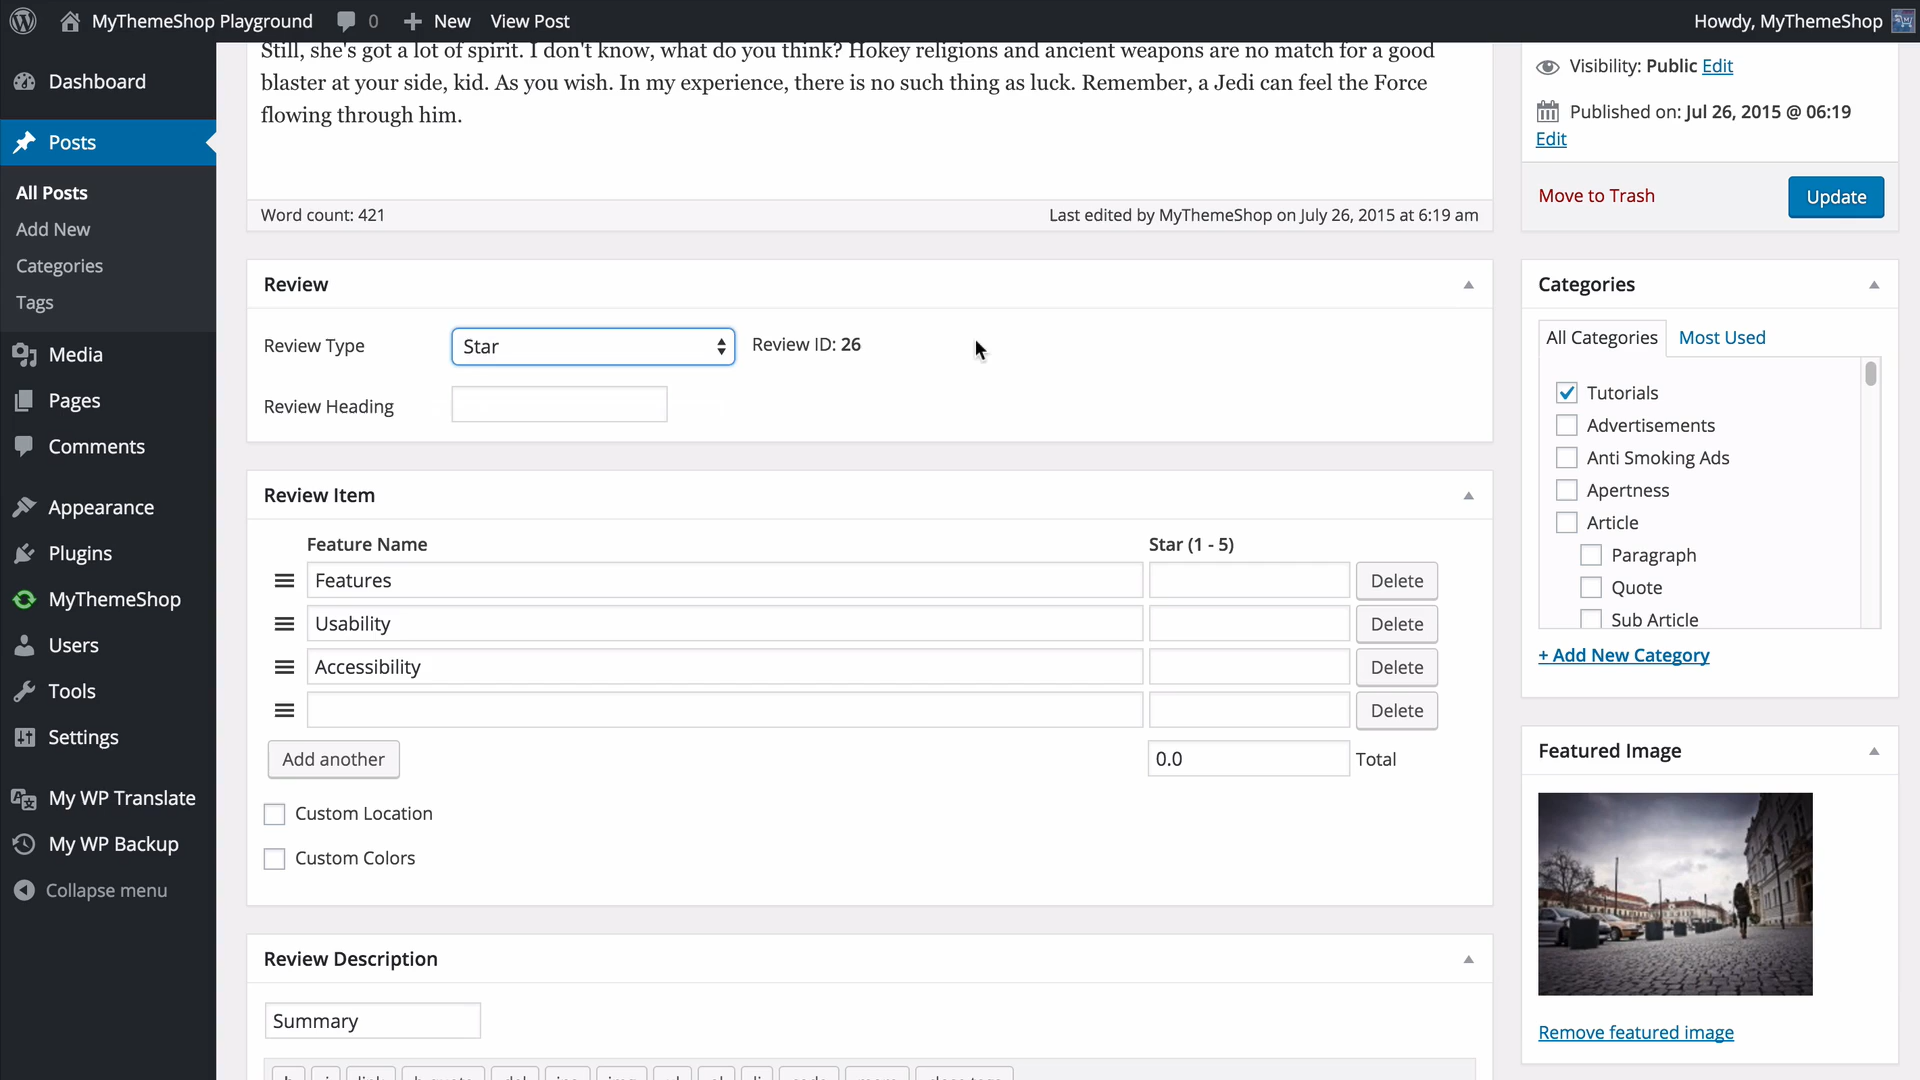 MyThemeShop Playground
0
New
View Post
Howdy, MyThemeShop
Dashboard
Posts
All Posts
Add New
Categories
Tags
Media
Pages
Comments
Appearance
Plugins
MyThemeShop
Users
Tools
Settings
My WP Translate
My WP Backup
Collapse menu
Still, she's got a lot of spirit. I don't know, what do you think? Hokey religions and ancient weapons are no match for a good
blaster at your side, kid. As you wish. In my experience, there is no such thing as luck. Remember, a Jedi can feel the Force
flowing through him.
Word count: 421
Last edited by MyThemeShop on July 26, 2015 at 6:19 am
Review
Review Type
Star
Review ID: 26
Review Heading
Review Item
Feature Name
Star (1 - 5)
Features
Delete
Usability
Delete
Accessibility
Delete
Delete
Add another
0.0
Total
Custom Location
Custom Colors
Review Description
Summary
Visibility: Public Edit
Published on: Jul 26, 2015 @ 06:19
Edit
Move to Trash
Update
Categories
All Categories
Most Used
Tutorials
Advertisements
Anti Smoking Ads
Apertness
Article
Paragraph
Quote
Sub Article
+ Add New Category
Featured Image
Remove featured image